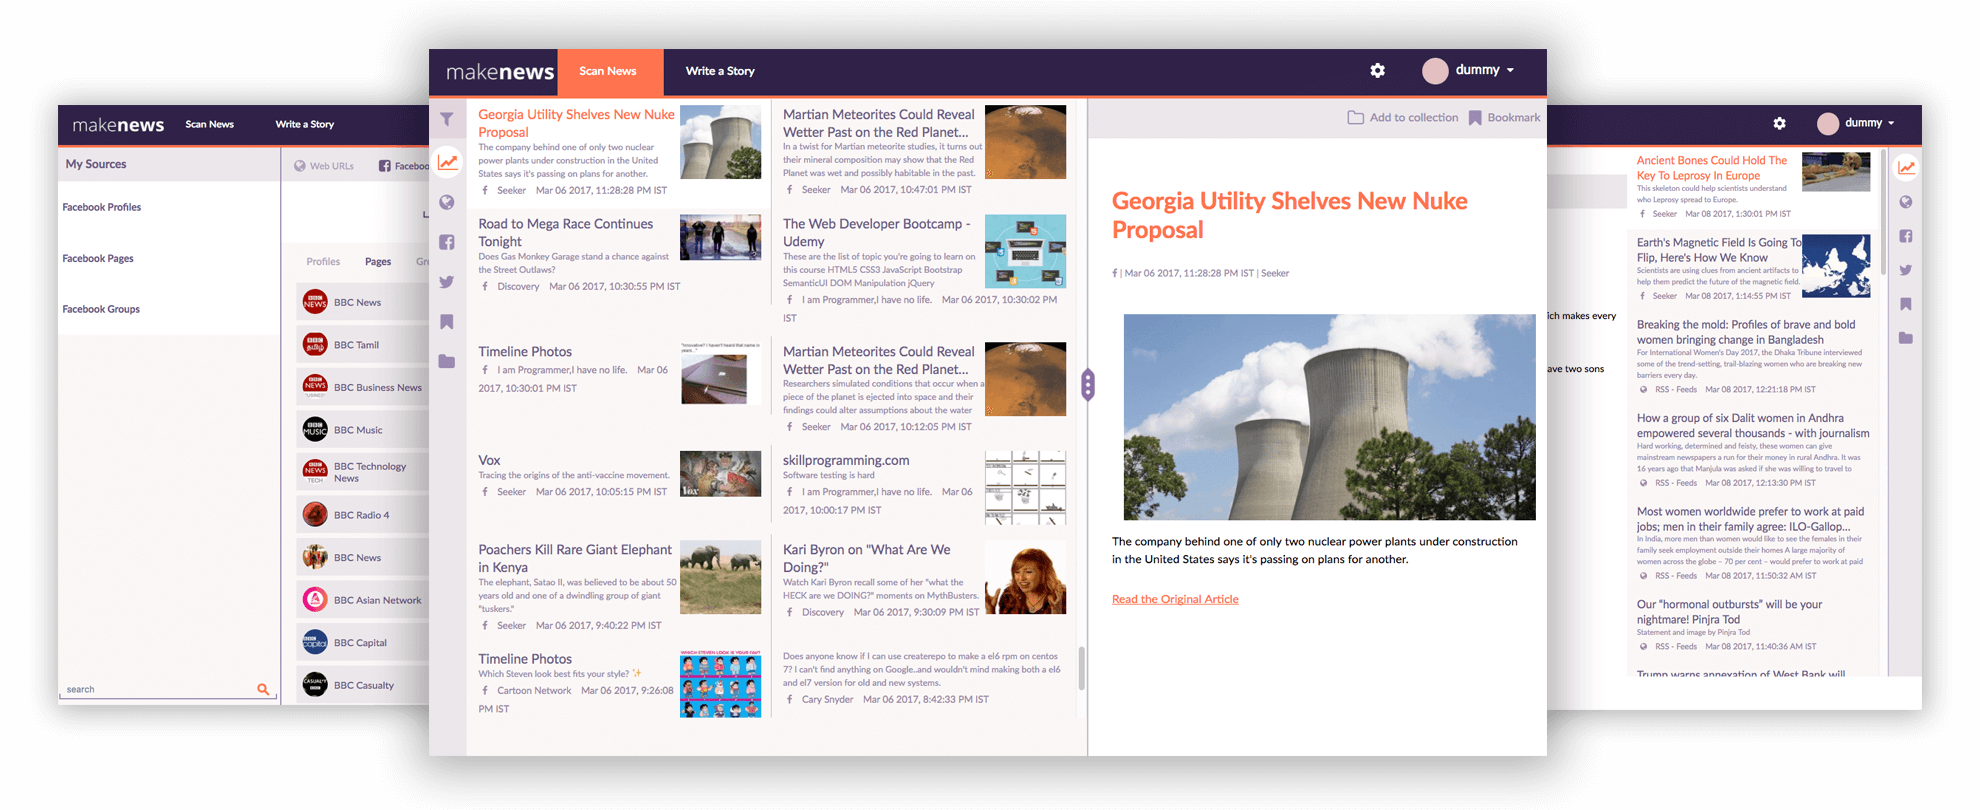 makenews
Scan News
Write a Story
My Sources
Facebook Profiles
Facebook Pages
Facebook Groups
search
Web URLs
Profiles
Pages
BBC News
BBC Tamil
BBC Business News
BBC Music
BBC Technology
News
BBC Radio 4
BBC News
BBC Asian Network
BBC Capital
BBC Casualty
makenews
Scan News
Write a Story
dummy
Georgia Utility Shelves New Nuke
Proposal
The company behind one of only two nuclear
power plants under construction in the United
States says it's passing on plans for another.
Seeker Mar 06 2017, 11:28:28 PM IST
Road to Mega Race Continues
Tonight
Does Gas Monkey Garage stand a chance against
the Street Outlaws?
Discovery Mar 06 2017, 10:30:55 PM IST
Timeline Photos
I am Programmer,I have no life. Mar 06
2017, 10:30:01 PM IST
Vox
Tracing the origins of the anti-vaccine movement.
Seeker Mar 06 2017, 10:05:15 PM IST
Vox
Poachers Kill Rare Giant Elephant
in Kenya
The elephant, Satao II, was believed to be about 50
years old and one of a dwindling group of giant
"tuskers."
Seeker Mar 06 2017, 9:40:22 PM IST
Timeline Photos
Which Steven look best fits your style? ✨
Cartoon Network Mar 06 2017, 9:26:08
PM IST
Martian Meteorites Could Reveal
Wetter Past on the Red Planet...
In a twist for Martian meteorite studies, it turns out
their mineral composition may show that the Red
Planet was wet and possibly habitable in the past.
Seeker Mar 06 2017, 10:47:01 PM IST
The Web Developer Bootcamp -
Udemy
These are the list of topic you're going to learn on
this course HTML5 CSS3 JavaScript Bootstrap
SemanticUI DOM Manipulation jQuery
I am Programmer,I have no life. Mar 06 2017, 10:30:02 PM
IST
Martian Meteorites Could Reveal
Wetter Past on the Red Planet...
Researchers simulated conditions that occur when a
piece of the planet is ejected into space and their
findings could alter assumptions about the water
Seeker Mar 06 2017, 10:12:05 PM IST
skillprogramming.com
Software testing is hard
I am Programmer,I have no life. Mar 06
2017, 10:00:17 PM IST
Kari Byron on "What Are We
Doing?"
Watch Kari Byron recall some of her "what the
HECK are we DOING?" moments on MythBusters.
Discovery Mar 06 2017, 9:30:09 PM IST
Does anyone know if I can use createrepo to make a el6 rpm on centos
7? I can't find anything on Google..and wouldn't mind making both a el6
and el7 version for old and new systems.
Cary Snyder Mar 06 2017, 8:42:33 PM IST
Add to collection
Bookmark
Georgia Utility Shelves New Nuke
Proposal
| Mar 06 2017, 11:28:28 PM IST | Seeker
The company behind one of only two nuclear power plants under construction
in the United States says it's passing on plans for another.
Read the Original Article
dummy
makes every
ave two sons
Ancient Bones Could Hold The
Key To Leprosy In Europe
This skeleton could help scientists understand
who Leprosy spread to Europe.
Seeker Mar 08 2017, 1:30:01 PM IST
Earth's Magnetic Field Is Going To
Flip, Here's How We Know
Scientists are using clues from ancient artifacts to
help them predict the future of the magnetic field.
Seeker Mar 08 2017, 1:14:55 PM IST
Breaking the mold: Profiles of brave and bold
women bringing change in Bangladesh
For International Women's Day 2017, the Dhaka Tribune interviewed
some of the trend-setting, trail-blazing women who are breaking new
barriers every day.
RSS - Feeds Mar 08 2017, 12:21:18 PM IST
How a group of six Dalit women in Andhra
empowered several thousands - with journalism
Hard working, determined and feisty, these women can give
mainstream newspapers a run for their money in rural Andhra. It was
16 years ago that Manjula was asked if she was willing to travel to
RSS - Feeds Mar 08 2017, 12:13:30 PM IST
Most women worldwide prefer to work at paid
jobs; men in their family agree: ILO-Gallop...
In India, more men than women would like to see the females in their
family seek employment outside their homes A large majority of
women across the globe – 70 per cent – would prefer to work at paid
RSS - Feeds Mar 08 2017, 11:50:32 AM IST
Our “hormonal outbursts” will be your
nightmare! Pinjra Tod
Statement and image by Pinjra Tod
RSS - Feeds Mar 08 2017, 11:40:36 AM IST
Trump warns annexation of West Bank will